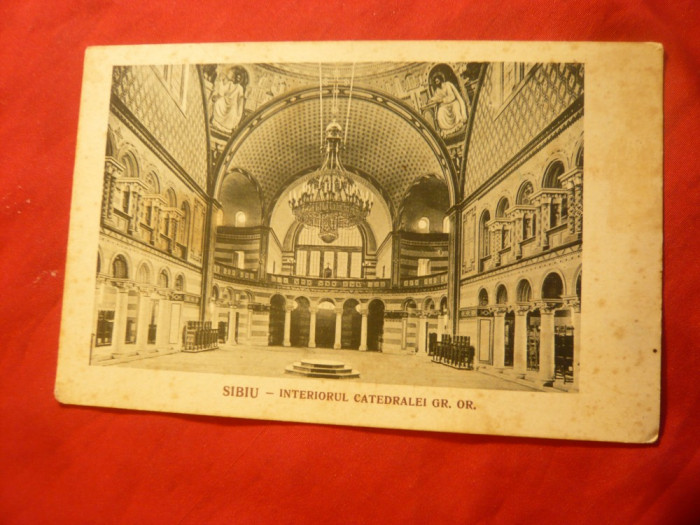 SIBIU – INTERIORUL CATEDRALEI GR. OR.